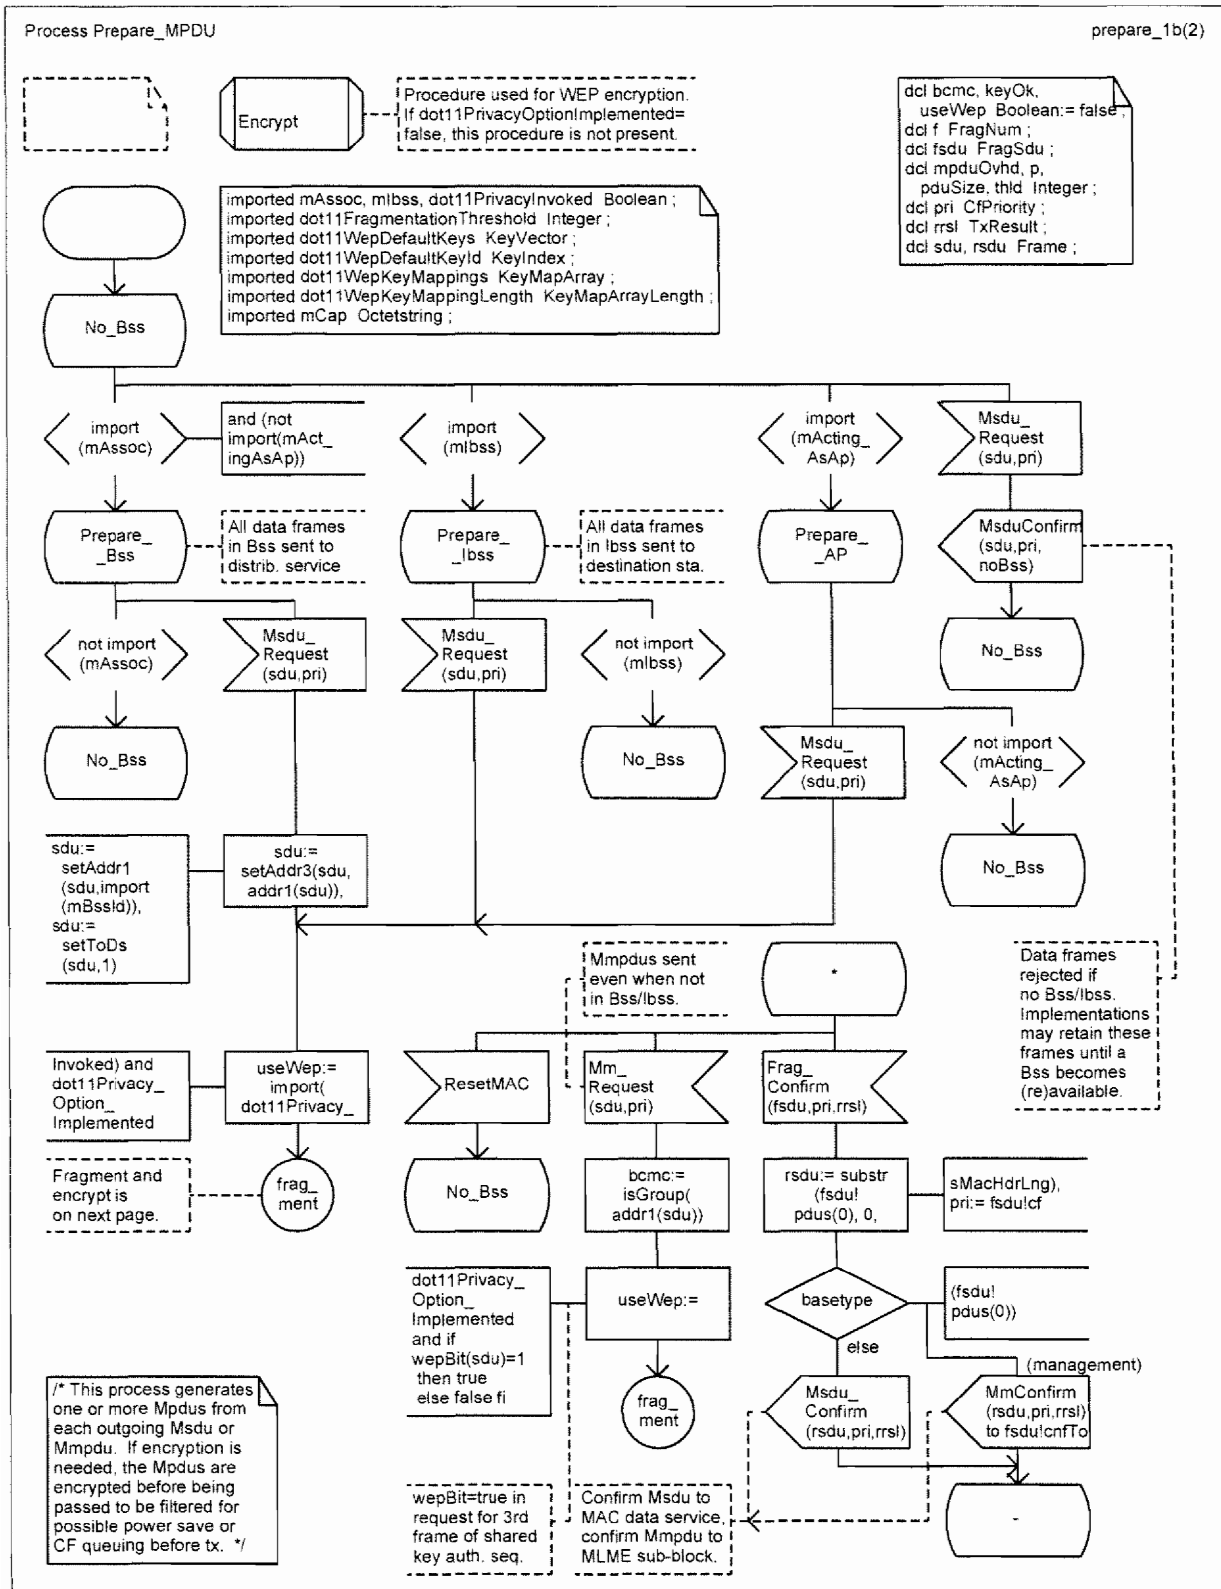 Process Prepare_MPDU
prepare_1b(2)
Encrypt
Procedure used for WEP encryption.
If dot11PrivacyOptionImplemented=
false, this procedure is not present.
dcl bcmc, keyOk,
useWep Boolean:= false ;
dcl f FragNum ;
dcl fsdu FragSdu ;
dcl mpduOvhd, p,
pduSize, thld Integer ;
dcl pri CfPriority ;
dcl rrsl TxResult ;
dcl sdu, rsdu Frame ;
imported mAssoc, mIbss, dot11PrivacyInvoked Boolean ;
imported dot11FragmentationThreshold Integer ;
imported dot11WepDefaultKeys KeyVector ;
imported dot11WepDefaultKeyId KeyIndex ;
imported dot11WepKeyMappings KeyMapArray ;
imported dot11WepKeyMappingLength KeyMapArrayLength ;
imported mCap Octetstring ;
No_Bss
import
(mAssoc)
and (not
import(mAct_
ingAsAp))
import
(mIbss)
import
(mActing_
AsAp)
Msdu_
Request
(sdu,pri)
Prepare_
_Bss
All data frames
in Bss sent to
distrib. service
Prepare_
_Ibss
All data frames
in Ibss sent to
destination sta.
Prepare_
_AP
MsduConfirm
(sdu,pri,
noBss)
not import
(mAssoc)
Msdu_
Request
(sdu,pri)
Msdu_
Request
(sdu,pri)
not import
(mIbss)
No_Bss
No_Bss
No_Bss
Msdu_
Request
(sdu,pri)
not import
(mActing_
AsAp)
No_Bss
sdu:=
setAddr1
(sdu,import
(mBssId)),
sdu:=
setToDs
(sdu,1)
sdu:=
setAddr3(sdu,
addr1(sdu)),
Mmpdus sent
even when not
in Bss/Ibss.
*
Data frames
rejected if
no Bss/Ibss.
Implementations
may retain these
frames until a
Bss becomes
(re)available.
Invoked) and
dot11Privacy_
Option_
Implemented
useWep:=
import(
dot11Privacy_
ResetMAC
Mm_
Request
(sdu,pri)
Frag_
Confirm
(fsdu,pri,rrsl)
Fragment and
encrypt is
on next page.
frag_
ment
No_Bss
bcmc:=
isGroup(
addr1(sdu))
rsdu:= substr
(fsdu!
pdus(0), 0,
sMacHdrLng),
pri:= fsdu!cf
dot11Privacy_
Option_
Implemented
and if
wepBit(sdu)=1
then true
else false fi
useWep:=
basetype
(fsdu!
pdus(0))
else
(management)
/* This process generates
one or more Mpdus from
each outgoing Msdu or
Mmpdu. If encryption is
needed, the Mpdus are
encrypted before being
passed to be filtered for
possible power save or
CF queuing before tx. */
frag_
ment
Msdu_
Confirm
(rsdu,pri,rrsl)
MmConfirm
(rsdu,pri,rrsl)
to fsdu!cnfTo
wepBit=true in
request for 3rd
frame of shared
key auth. seq.
Confirm Msdu to
MAC data service,
confirm Mmpdu to
MLME sub-block.
-